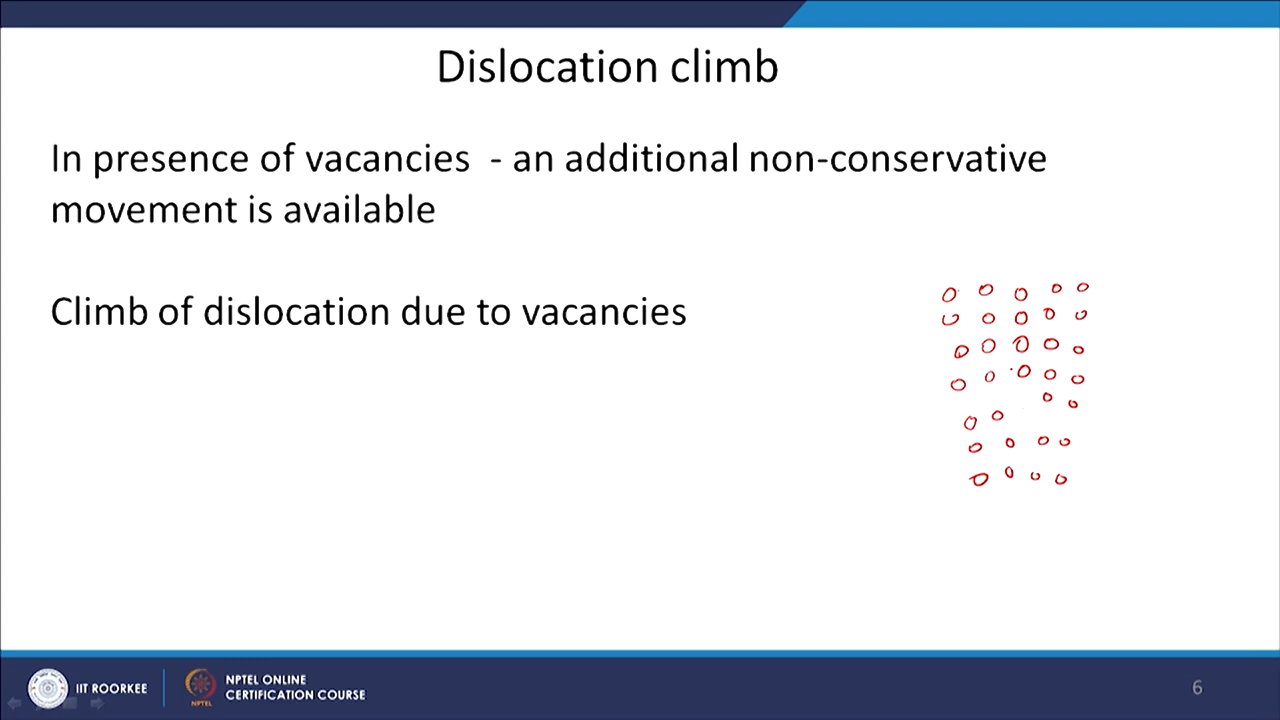 Dislocation climb
In presence of vacancies - an additional non-conservative
movement is available
Climb of dislocation due to vacancies
IIT ROORKEE
NPTEL ONLINE
CERTIFICATION COURSE
NPTEL
6